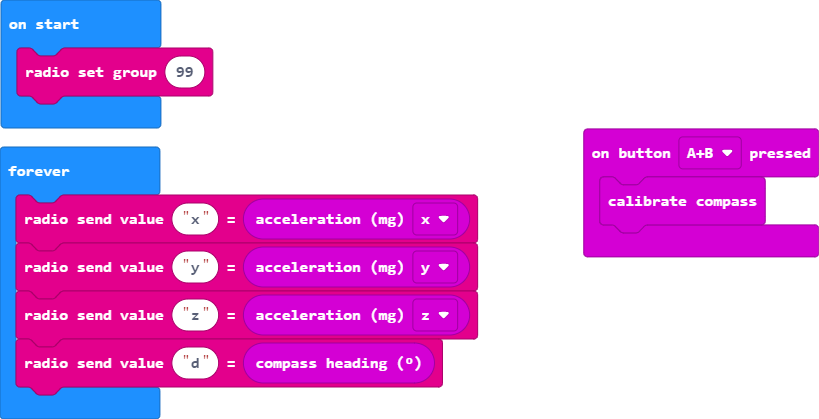 on start
radio set group 99
forever
radio send value "x" = acceleration (mg) x
radio send value "y" = acceleration (mg) y
radio send value "z" = acceleration (mg) z
radio send value "d" = compass heading (º)
on button A+B pressed
calibrate compass